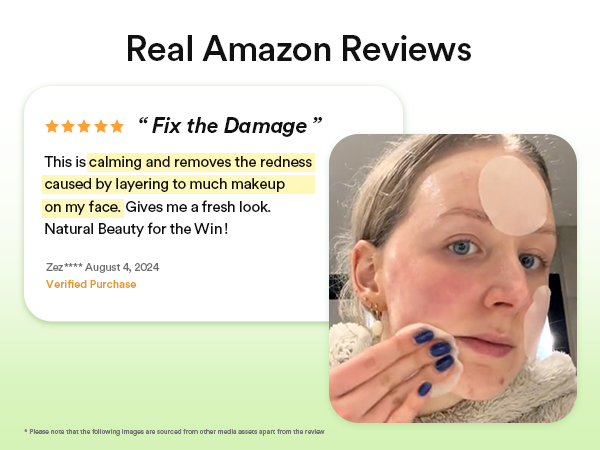 Real Amazon Reviews
“ Fix the Damage ”
This is calming and removes the redness
caused by layering to much makeup
on my face. Gives me a fresh look.
Natural Beauty for the Win!
Zez**** August 4, 2024
Verified Purchase
* Please note that the following images are sourced from other media assets apart from the review